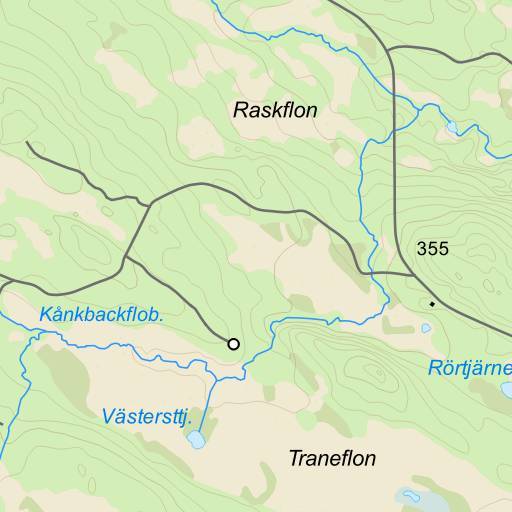 Raskflon
355
Kånkbackflob.
Rörtjärne
Västersttj.
Traneflon